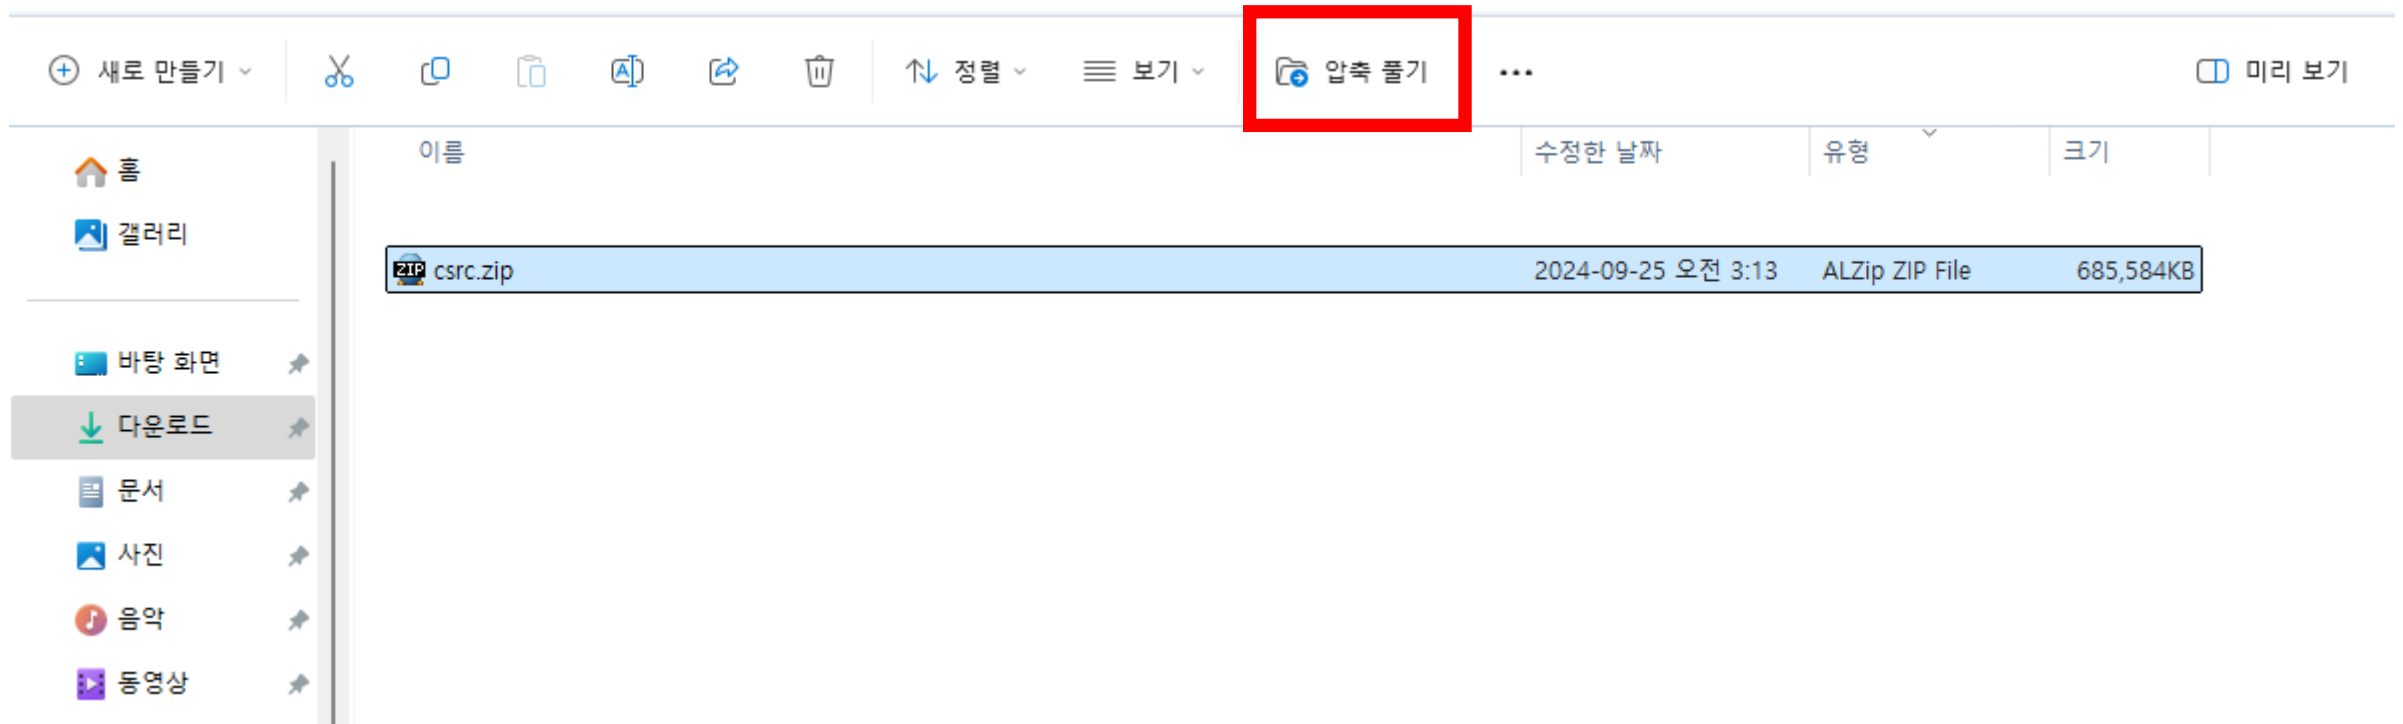 새로 만들기 정렬 보기 압축 풀기 ... 미리 보기
이름 수정한 날짜 유형 크기
홈
갤러리
ZIP csrc.zip 2024-09-25 오전 3:13 ALZip ZIP File 685,584KB
바탕 화면
다운로드
문서
사진
음악
동영상